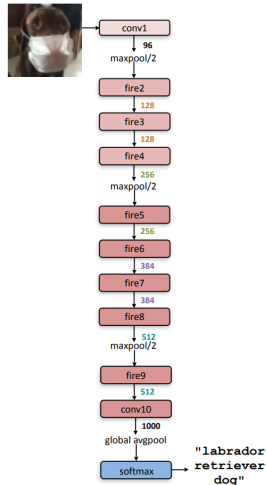 conv1
96
maxpool/2
fire2
128
fire3
128
fire4
256
maxpool/2
fire5
256
fire6
384
fire7
384
fire8
512
maxpool/2
fire9
512
conv10
1000
global avgpool
softmax
"labrador
retriever
dog"